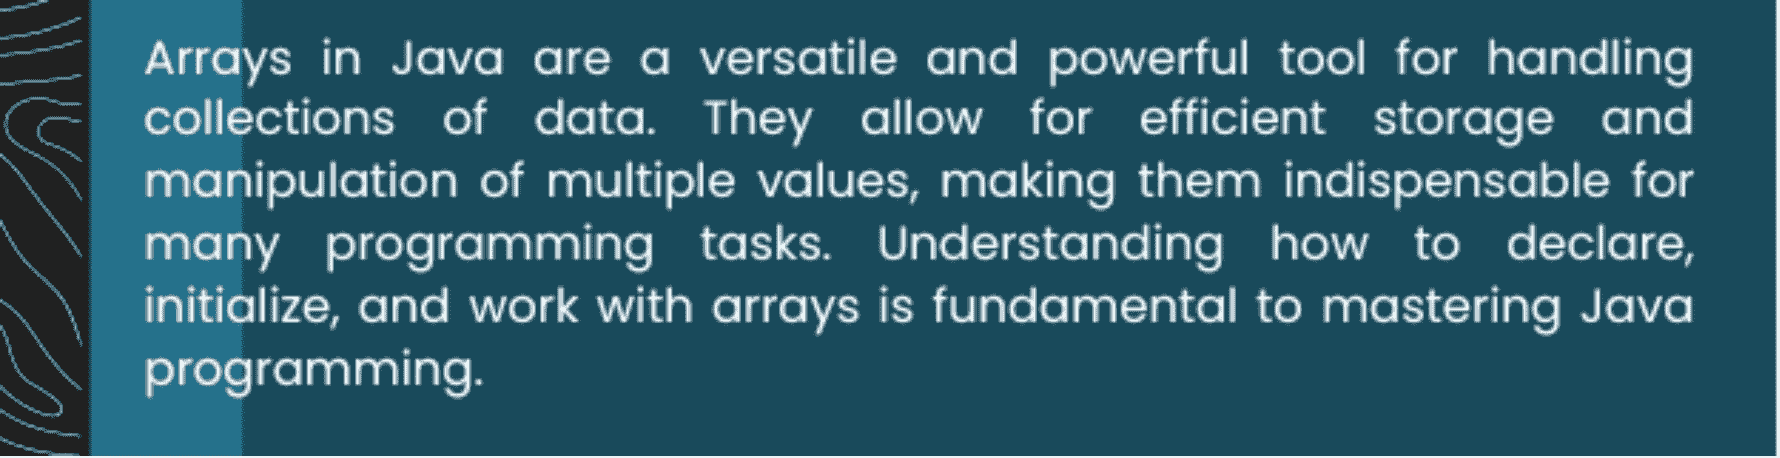 Arrays in Java are a versatile and powerful tool for handling
collections of data. They allow for efficient storage and
manipulation of multiple values, making them indispensable for
many programming tasks. Understanding how to declare,
initialize, and work with arrays is fundamental to mastering Java
programming.